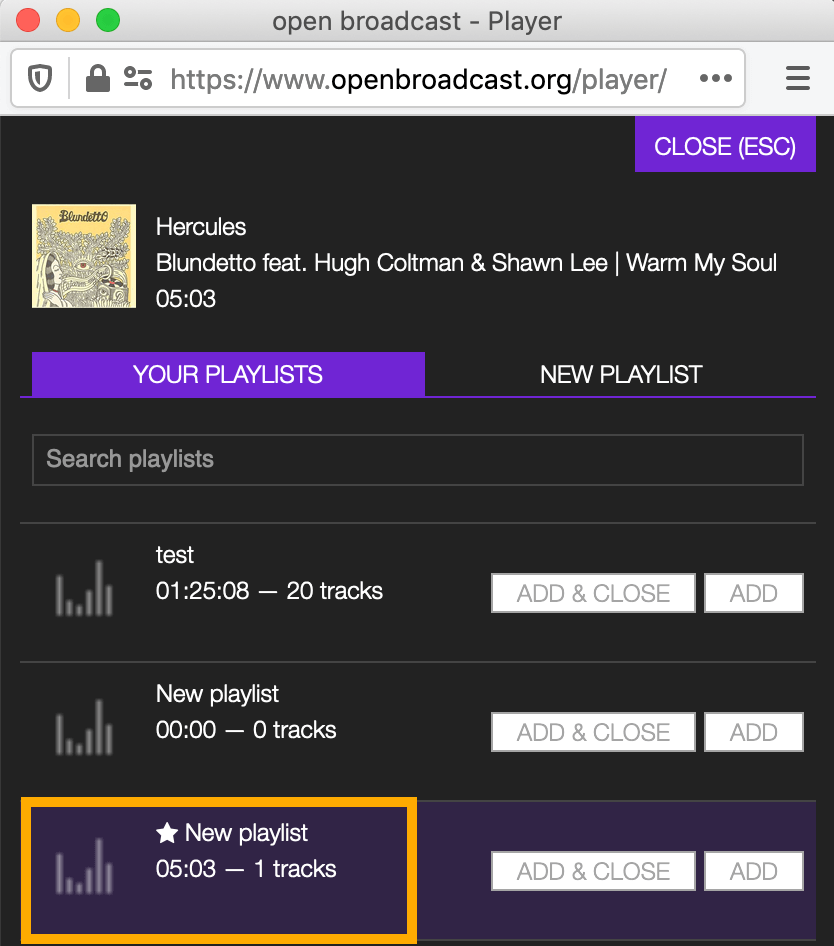 open broadcast - Player
https://www.openbroadcast.org/player/
CLOSE (ESC)
Blundetto
Hercules
Blundetto feat. Hugh Coltman & Shawn Lee | Warm My Soul
05:03
YOUR PLAYLISTS
NEW PLAYLIST
Search playlists
test
01:25:08 — 20 tracks
ADD & CLOSE
ADD
New playlist
00:00 — 0 tracks
ADD & CLOSE
ADD
★ New playlist
05:03 — 1 tracks
ADD & CLOSE
ADD